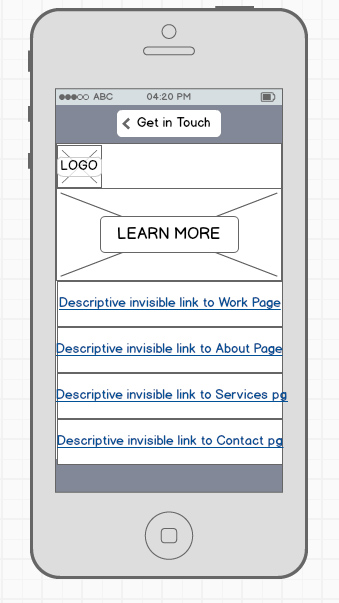 ABC 04:20 PM
Get in Touch
LOGO
LEARN MORE
Descriptive invisible link to Work Page
Descriptive invisible link to About Page
Descriptive invisible link to Services pg
Descriptive invisible link to Contact pg